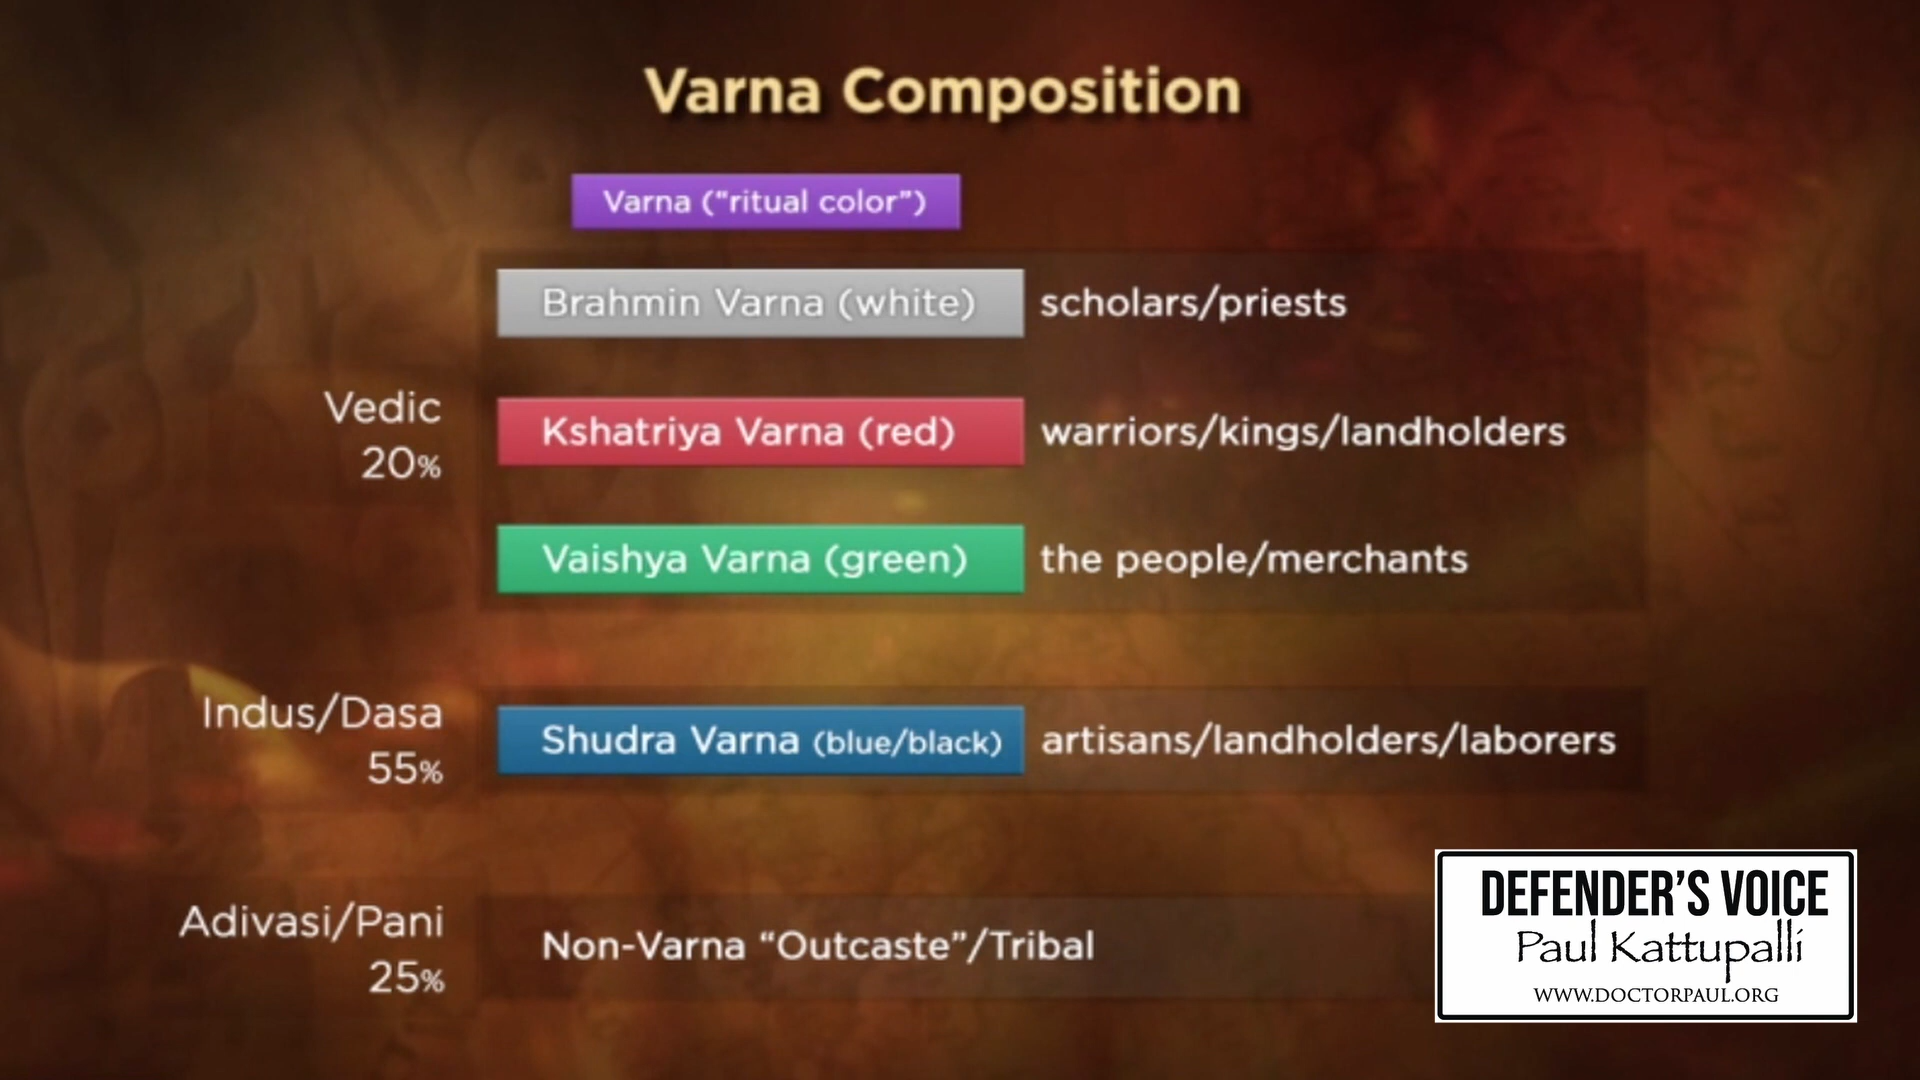 Varna Composition
Varna (“ritual color”)
Brahmin Varna (white) scholars/priests
Vedic
20%
Kshatriya Varna (red) warriors/kings/landholders
Vaishya Varna (green) the people/merchants
Indus/Dasa
55%
Shudra Varna (blue/black) artisans/landholders/laborers
Adivasi/Pani
25%
Non-Varna “Outcaste”/Tribal
DEFENDER'S VOICE
Paul Kattupalli
WWW.DOCTORPAUL.ORG